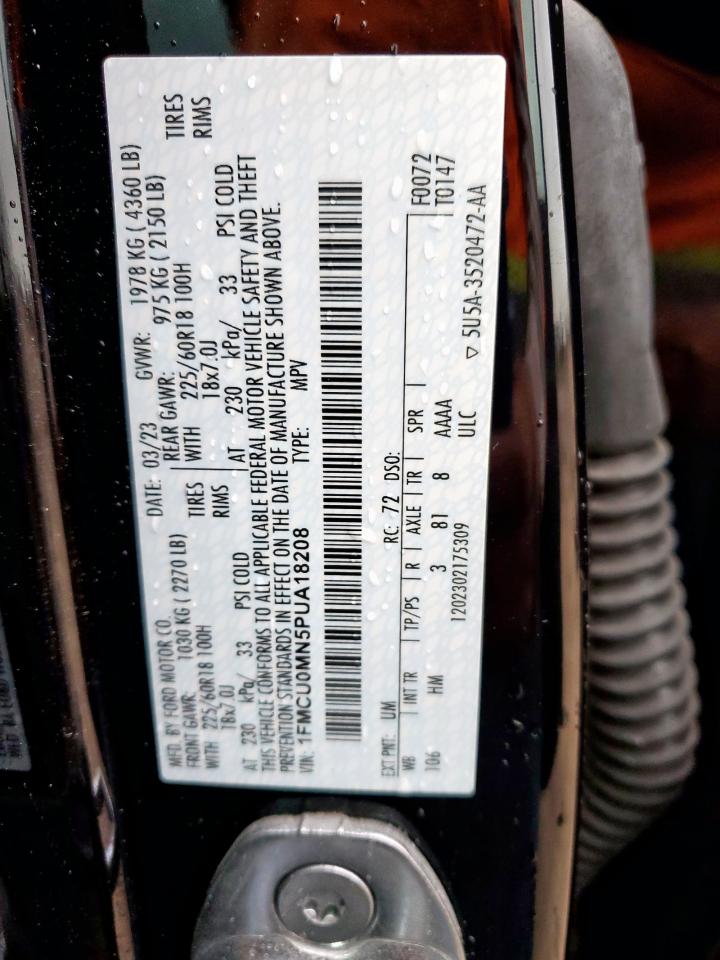 MFD. BY FORD MOTOR CO.
DATE: 03/23 GVWR: 1978 KG ( 4360 LB)
FRONT GAWR: 1030 KG ( 2270 LB) REAR GAWR: 975 KG ( 2150 LB)
WITH 225/60R18 100H TIRES WITH 225/60R18 100H TIRES
18x7.0J RIMS 18x7.0J RIMS
AT 230 kPa/ 33 PSI COLD AT 230 kPa/ 33 PSI COLD
THIS VEHICLE CONFORMS TO ALL APPLICABLE FEDERAL MOTOR VEHICLE SAFETY AND THEFT
PREVENTION STANDARDS IN EFFECT ON THE DATE OF MANUFACTURE SHOWN ABOVE.
VIN: 1FMCU0MN5PUA18208 TYPE: MPV
EXT PNT: UM RC: 72 DSO: F0072
WB INT TR TP/PS R AXLE TR SPR T0147
106 HM 3 81 8 AAAA
1202302175309 ULC ▽ 5U5A-3520472-AA